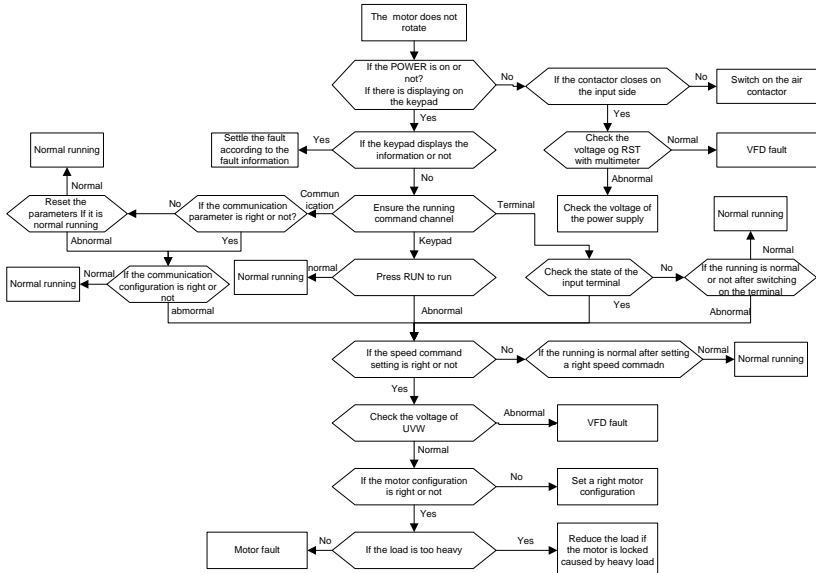 The motor does not
rotate
If the POWER is on or
not?
If there is displaying on
the keypad
No
If the contactor closes on
the input side
No
Switch on the air
contactor
Yes
Yes
Settle the fault
according to the
fault information
Yes
If the keypad displays the
information or not
Check the
voltage og RST
with multimeter
Normal
VFD fault
Normal running
Normal
No
Abnormal
Reset the
parameters If it is
normal running
No
If the communication
parameter is right or not?
Commun
ication
Ensure the running
command channel
Terminal
Check the voltage of
the power supply
Normal running
Abnormal
Yes
Keypad
Normal
Normal running
Normal
If the communication
configuration is right or
not
Normal running
normal
Press RUN to run
Check the state of the
input terminal
No
If the running is normal
or not after switching
on the terminal
abmormal
Abnormal
Yes
Abnormal
If the speed command
setting is right or not
No
If the running is normal after setting
a right speed commadn
Normal
Normal running
Yes
Check the voltage of
UVW
Abnormal
VFD fault
Normal
If the motor configuration
is right or not
No
Set a right motor
configuration
Yes
Motor fault
No
If the load is too heavy
Yes
Reduce the load if
the motor is locked
caused by heavy load